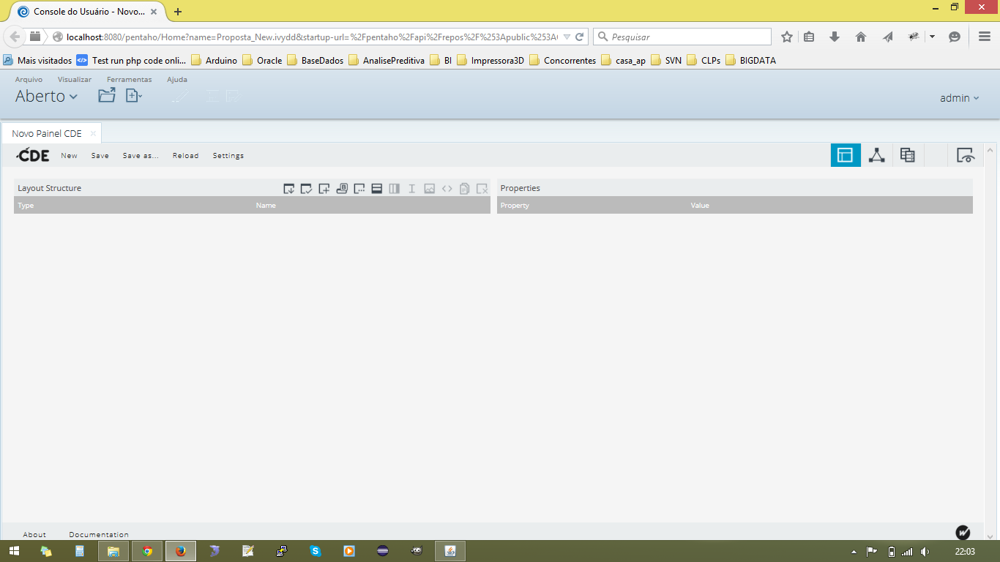 Console do Usuário - Novo...
localhost:8080/pentaho/Home?name=Proposta_New.ivydd&startup-url=%2Fpentaho%2Fapi%2Frepos%2F%253Apublic%253A
Pesquisar
Mais visitados Test run php code onli... Arduino Oracle BaseDados AnalisePreditiva BI Impressora3D Concorrentes casa_ap SVN CLPs BIGDATA
Arquivo Visualizar Ferramentas Ajuda
Aberto
admin
Novo Painel CDE
CDE New Save Save as... Reload Settings
Layout Structure
Properties
Type Name
Property Value
About Documentation
22:03